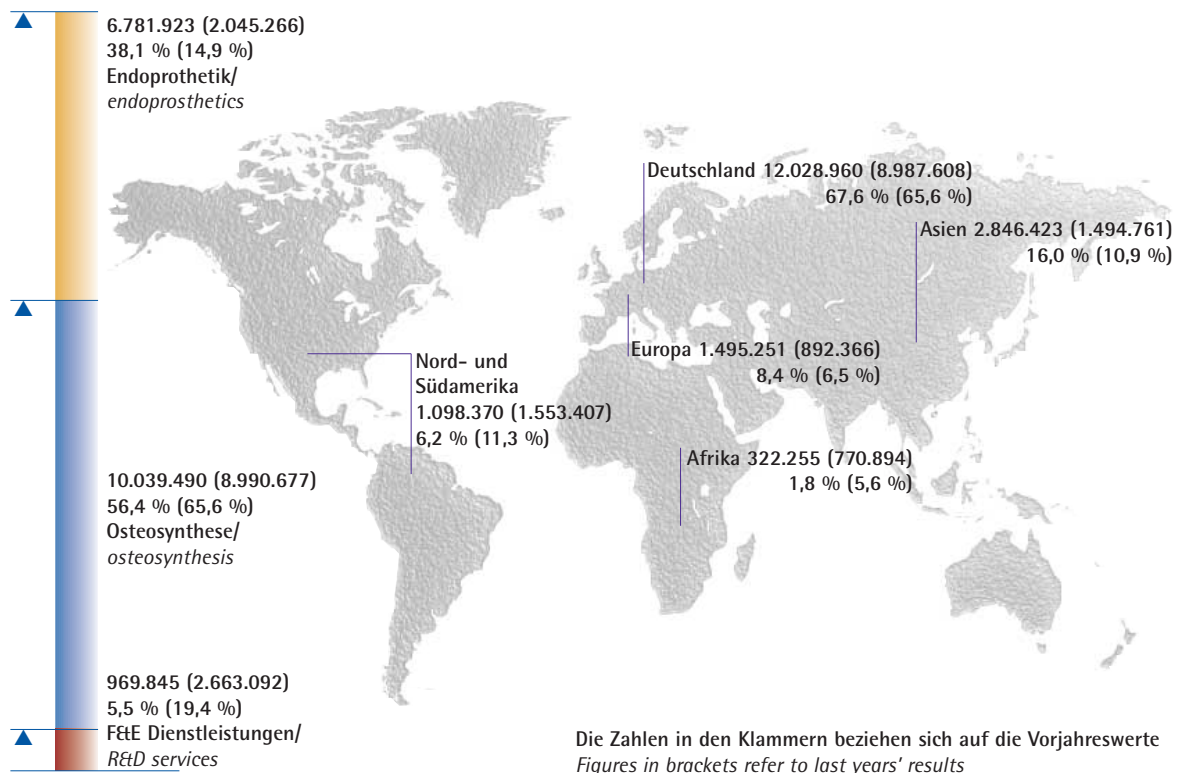 6.781.923 (2.045.266)
38,1 % (14,9 %)
Endoprothetik/
endoprosthetics
Deutschland 12.028.960 (8.987.608)
67,6 % (65,6 %)
Asien 2.846.423 (1.494.761)
16,0 % (10,9 %)
Europa 1.495.251 (892.366)
8,4 % (6,5 %)
Nord- und
Südamerika
1.098.370 (1.553.407)
6,2 % (11,3 %)
Afrika 322.255 (770.894)
1,8 % (5,6 %)
10.039.490 (8.990.677)
56,4 % (65,6 %)
Osteosynthese/
osteosynthesis
969.845 (2.663.092)
5,5 % (19,4 %)
F&E Dienstleistungen/
R&D services
Die Zahlen in den Klammern beziehen sich auf die Vorjahreswerte
Figures in brackets refer to last years' results